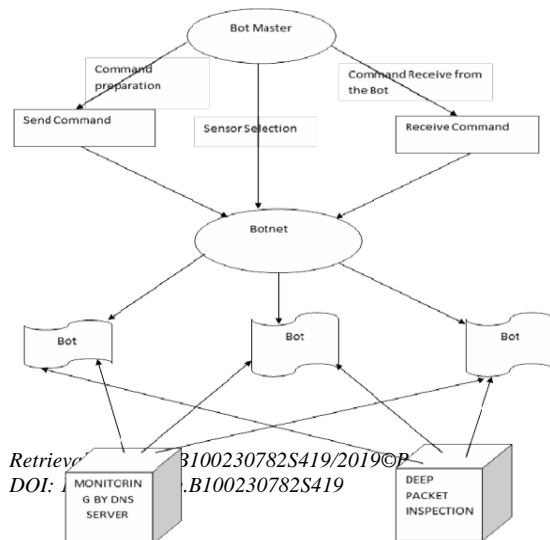 Bot Master
Command
preparation
Command Receive from
the Bot
Send Command
Sensor Selection
Receive Command
Botnet
Bot
Bot
Bot
B100230782S419/2019©
DOI:
.B100230782S419
MONITORIN
G BY DNS
SERVER
DEEP
PACKET
INSPECTION